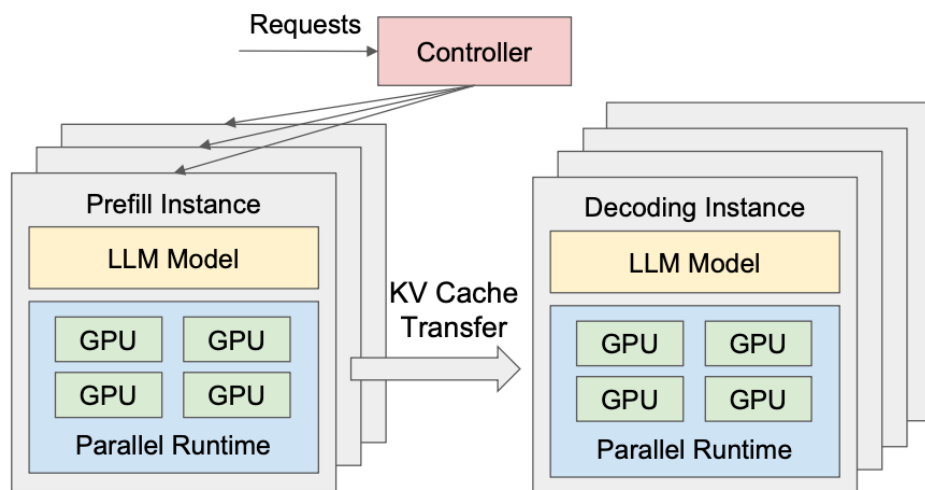 Requests
Controller
Prefill Instance
LLM Model
GPU
GPU
GPU
GPU
Parallel Runtime
KV Cache
Transfer
Decoding Instance
LLM Model
GPU
GPU
GPU
GPU
Parallel Runtime